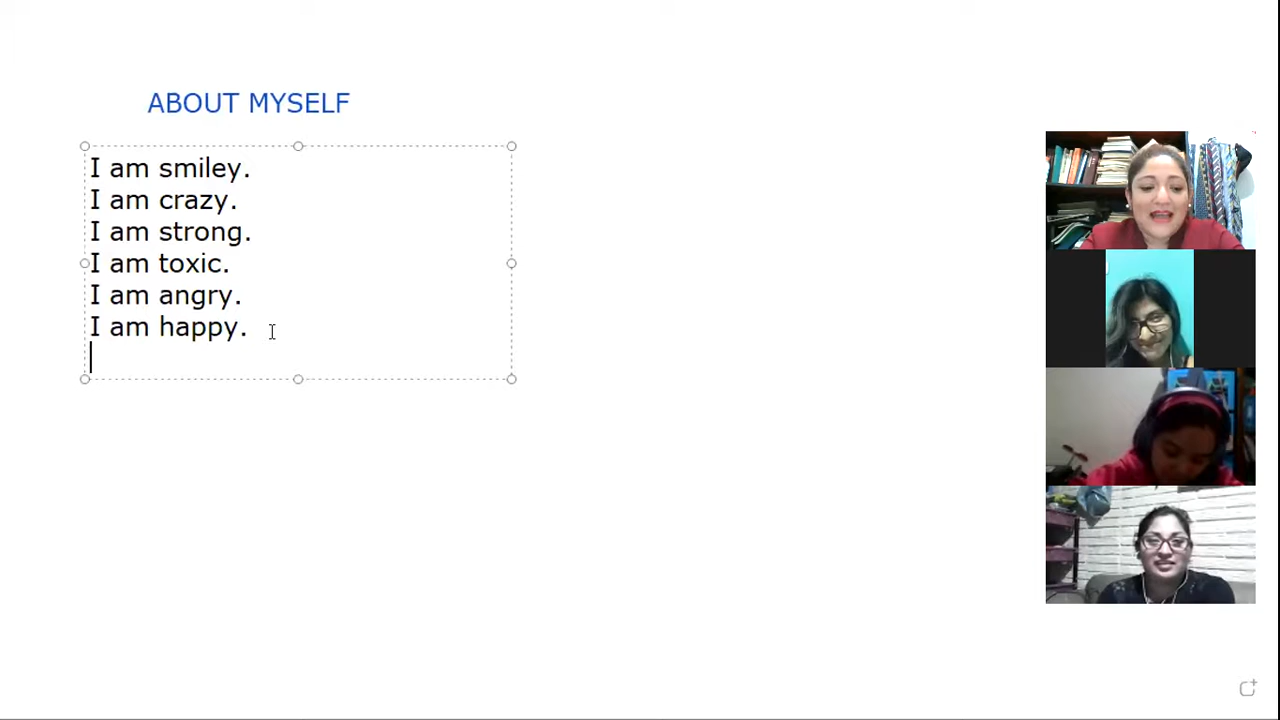 ABOUT MYSELF
I am smiley.
I am crazy.
I am strong.
I am toxic.
I am angry.
I am happy.